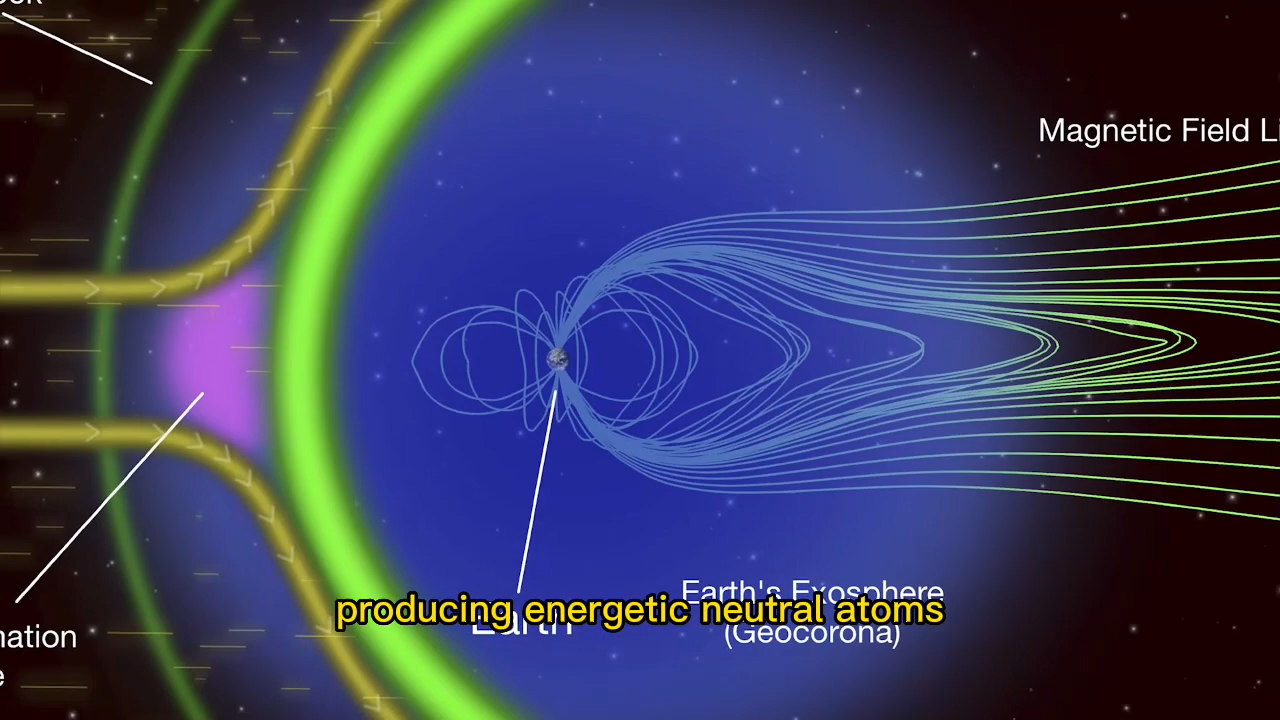 Magnetic Field Li
Earth's Exosphere
producing energetic neutral atoms
Earth
(Geocorona)
nation